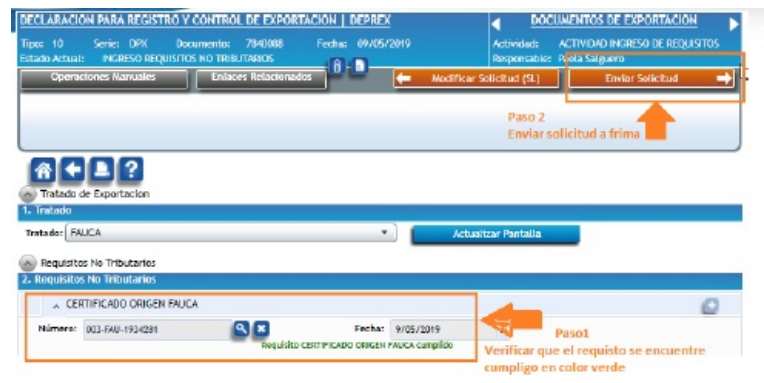 DECLARACION PARA REGISTRO Y CONTROL DE EXPORTACION | DEPREX
DOCUMENTOS DE EXPORTACION
Tipo: 10 Serie: DPX Documento: 7840088 Fecha: 09/05/2019
Actividad: ACTIVIDAD INGRESO DE REQUISITOS
Estado Actual: INGRESO REQUISITOS NO TRIBUTARIOS
Responsable: Paola Salguero
Operaciones Manuales
Enlaces Relacionados
Modificar Solicitud (SL)
Enviar Solicitud
Paso 2
Enviar solicitud a frima
Tratado de Exportacion
1. Tratado
Tratado: FAUCA
Actualizar Pantalla
Requisitos No Tributarios
2. Requisitos No Tributarios
CERTIFICADO ORIGEN FAUCA
Número: 003-FAU-1934281
Fecha: 9/05/2019
Requisito CERTIFICADO ORIGEN FAUCA cumplido
Paso1
Verificar que el requisto se encuentre
cumpligo en color verde